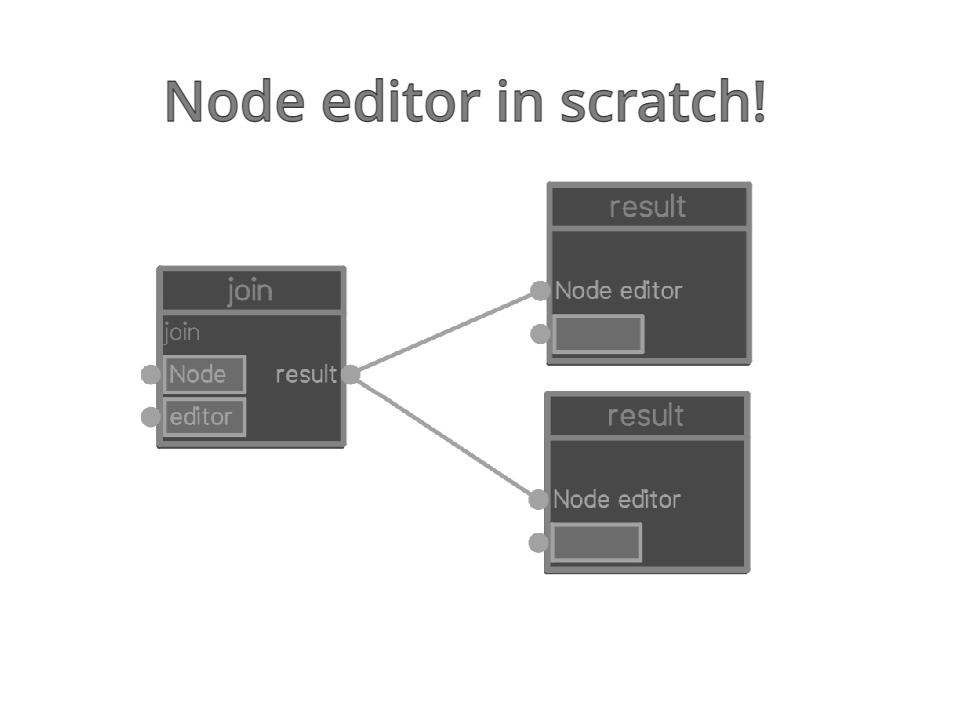 Node editor in scratch!
join
join
Node
result
editor
result
Node editor
result
Node editor